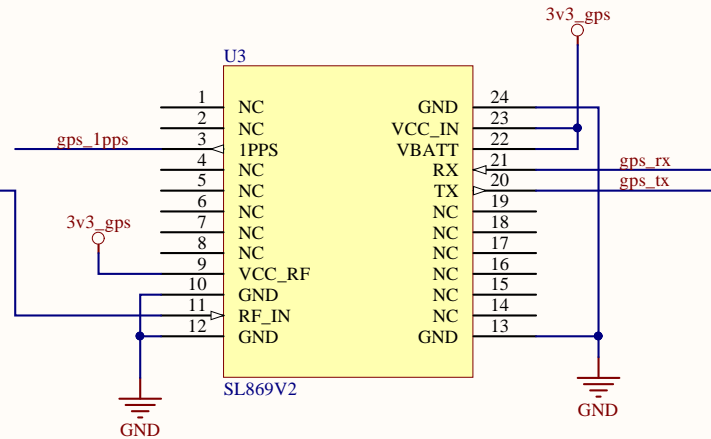 3v3_gps
U3
1 NC GND 24
2 NC VCC_IN 23
gps_1pps 3 1PPS VBATT 22
4 NC RX 21 gps_rx
5 NC TX 20 gps_tx
6 NC NC 19
3v3_gps 7 NC NC 18
8 NC NC 17
9 VCC_RF NC 16
10 GND NC 15
11 RF_IN NC 14
12 GND GND 13
SL869V2
GND
GND